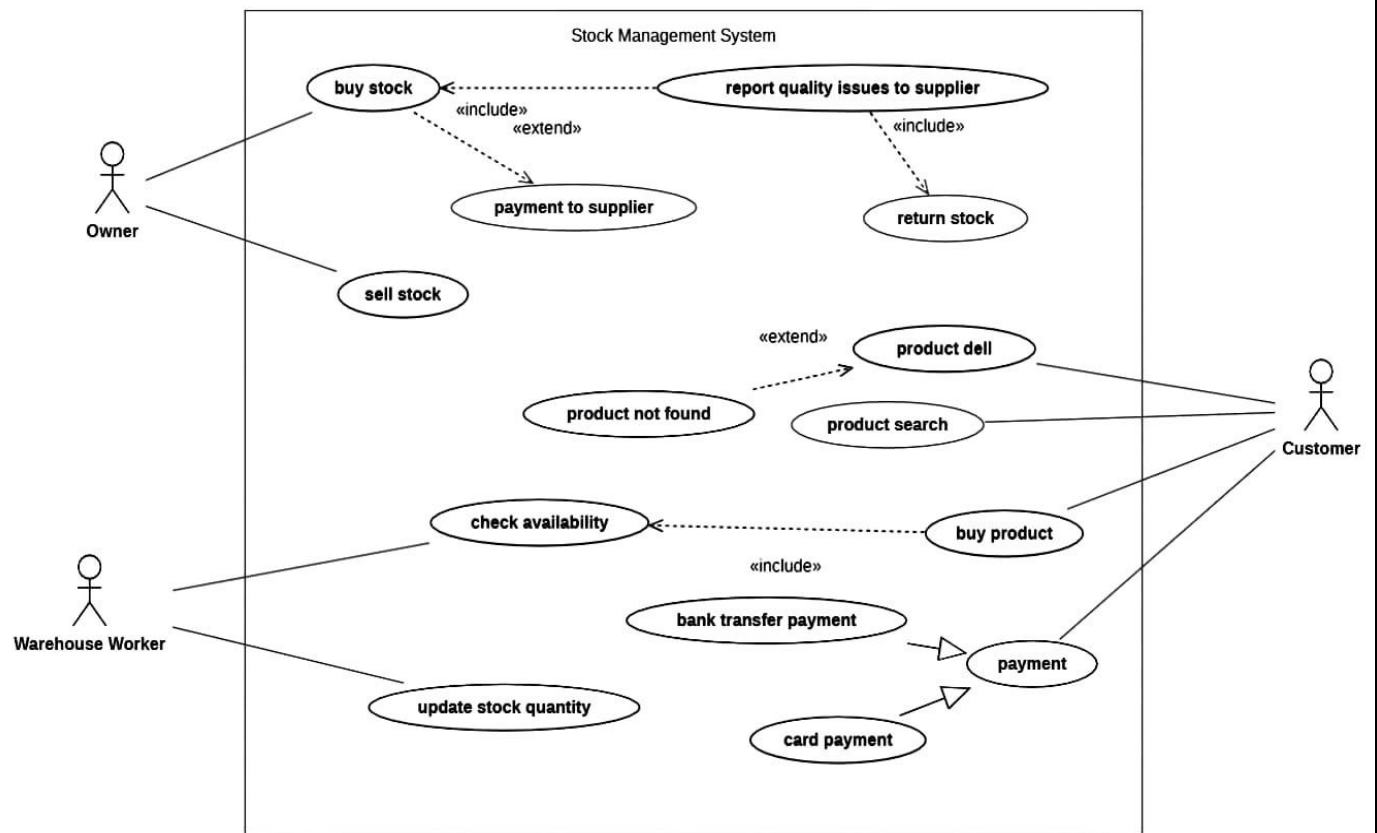 Stock Management System
buy stock
report quality issues to supplier
«include»
«extend»
«include»
payment to supplier
return stock
Owner
sell stock
«extend»
product dell
product not found
product search
Customer
check availability
buy product
«include»
bank transfer payment
Warehouse Worker
payment
update stock quantity
card payment